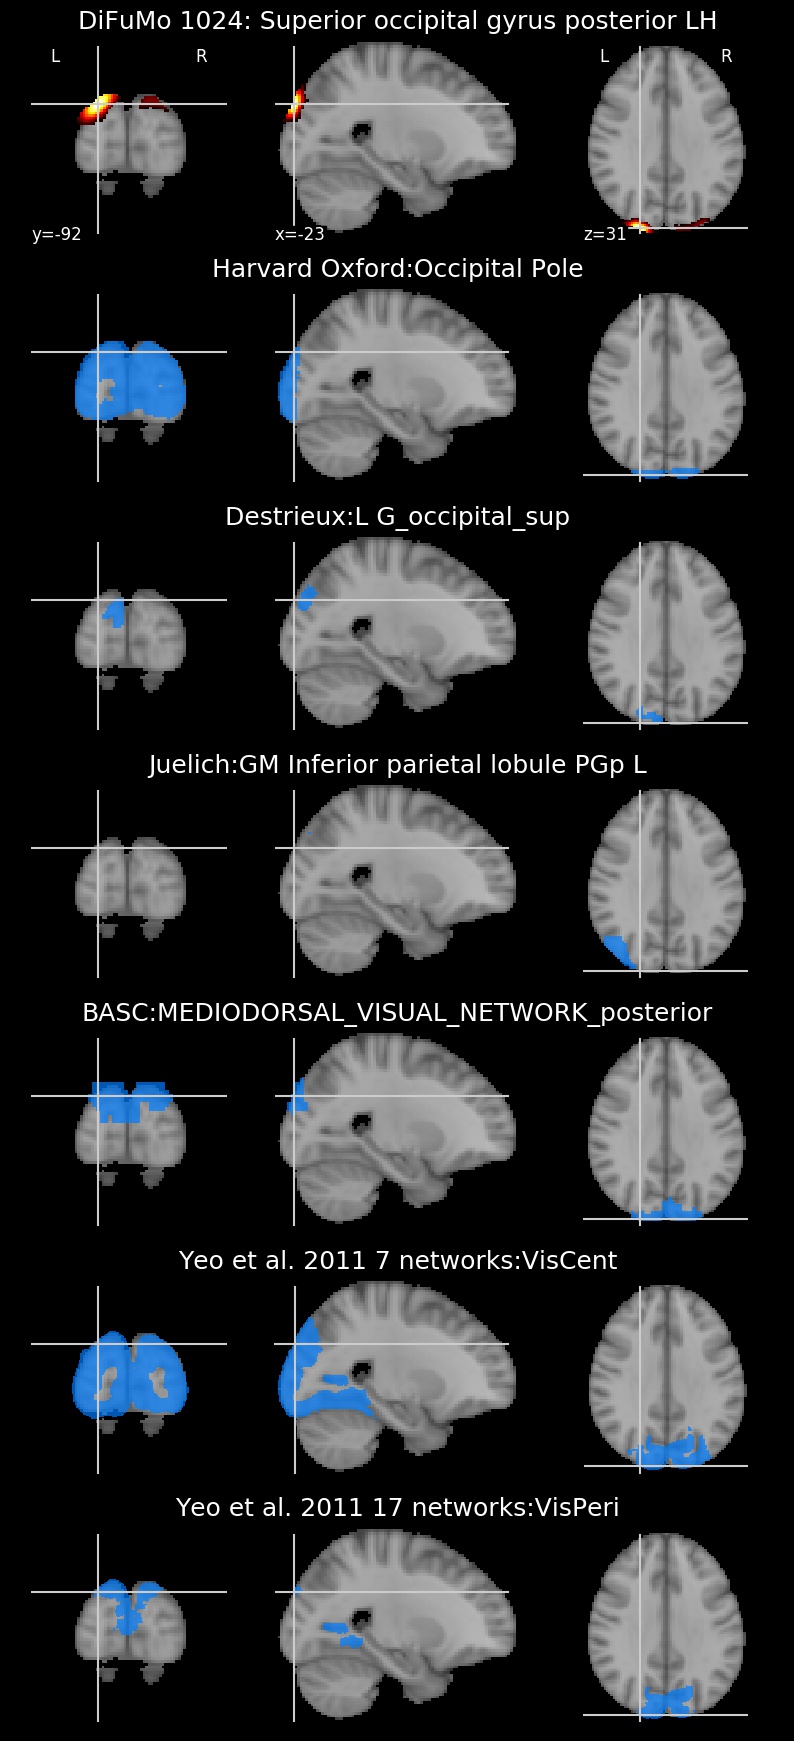 DiFuMo 1024: Superior occipital gyrus posterior LH
L R L R
y=-92 x=-23 z=31
Harvard Oxford:Occipital Pole
Destrieux:L G_occipital_sup
Juelich:GM Inferior parietal lobule PGp L
BASC:MEDIODORSAL_VISUAL_NETWORK_posterior
Yeo et al. 2011 7 networks:VisCent
Yeo et al. 2011 17 networks:VisPeri